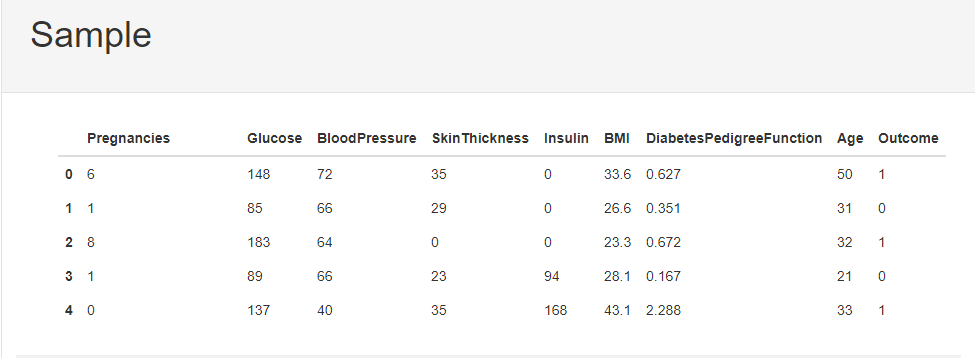 Sample
Pregnancies Glucose BloodPressure SkinThickness Insulin BMI DiabetesPedigreeFunction Age Outcome
0 6 148 72 35 0 33.6 0.627 50 1
1 1 85 66 29 0 26.6 0.351 31 0
2 8 183 64 0 0 23.3 0.672 32 1
3 1 89 66 23 94 28.1 0.167 21 0
4 0 137 40 35 168 43.1 2.288 33 1